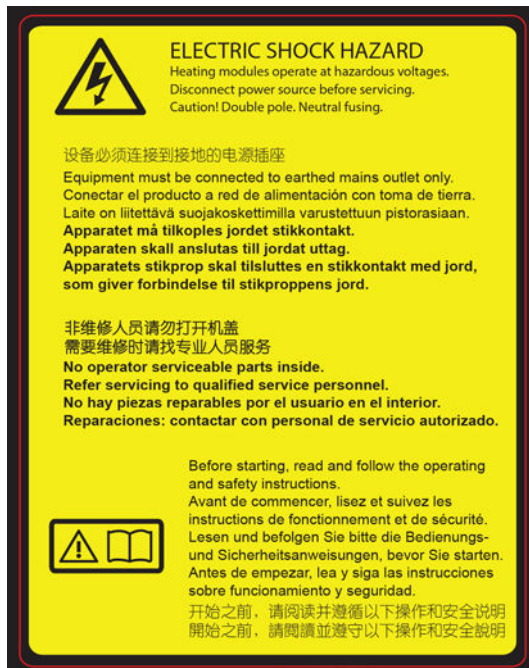 ELECTRIC SHOCK HAZARD
Heating modules operate at hazardous voltages.
Disconnect power source before servicing.
Caution! Double pole. Neutral fusing.
设备必须连接到接地的电源插座
Equipment must be connected to earthed mains outlet only.
Conectar el producto a red de alimentación con toma de tierra.
Laite on liitettävä suojakoskettimilla varustettuun pistorasiaan.
Apparatet må tilkoples jordet stikkontakt.
Apparaten skall anslutas till jordat uttag.
Apparatets stikprop skal tilsluttes en stikkontakt med jord,
som giver forbindelse til stikproppens jord.
非维修人员请勿打开机盖
需要维修时请找专业人员服务
No operator serviceable parts inside.
Refer servicing to qualified service personnel.
No hay piezas reparables por el usuario en el interior.
Reparaciones: contactar con personal de servicio autorizado.
Before starting, read and follow the operating
and safety instructions.
Avant de commencer, lisez et suivez les
instructions de fonctionnement et de sécurité.
Lesen und befolgen Sie bitte die Bedienungs-
und Sicherheitsanweisungen, bevor Sie starten.
Antes de empezar, lea y siga las instrucciones
sobre funcionamiento y seguridad.
开始之前，请阅读并遵循以下操作和安全说明
開始之前，請閱讀並遵守以下操作和安全說明